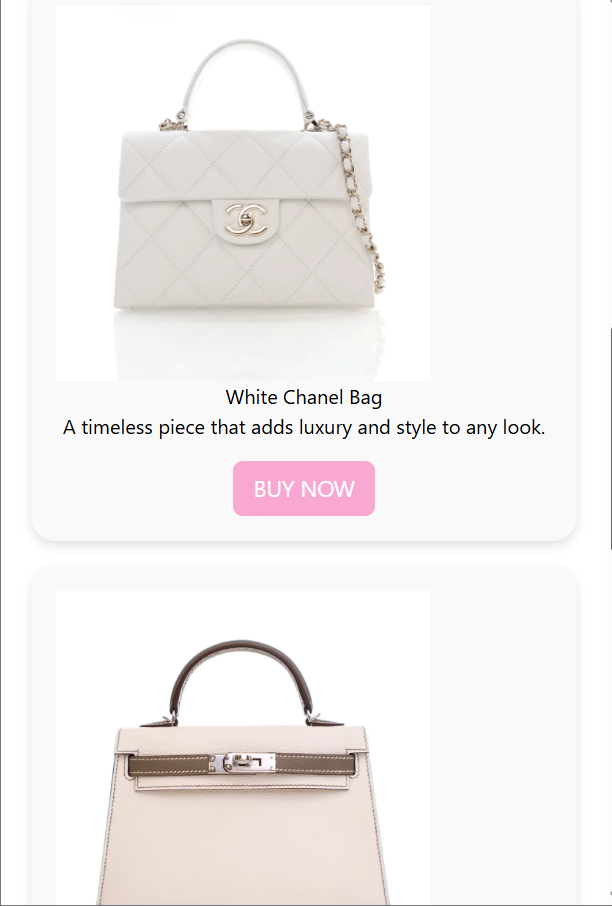 White Chanel Bag
A timeless piece that adds luxury and style to any look.
BUY NOW